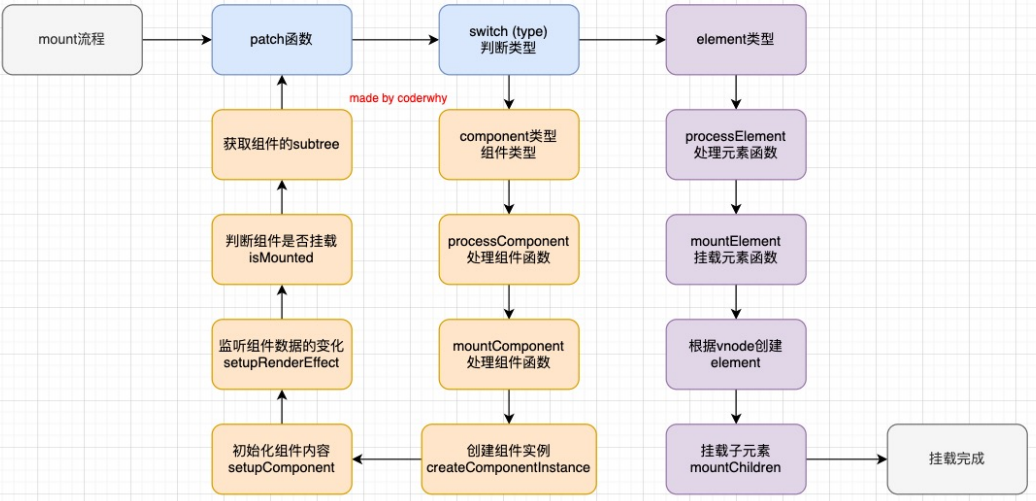 mount流程
patch函数
switch (type)
判断类型
element类型
made by coderwhy
获取组件的subtree
component类型
组件类型
processElement
处理元素函数
判断组件是否挂载
isMounted
processComponent
处理组件函数
mountElement
挂载元素函数
监听组件数据的变化
setupRenderEffect
mountComponent
处理组件函数
根据vnode创建
element
初始化组件内容
setupComponent
创建组件实例
createComponentInstance
挂载子元素
mountChildren
挂载完成